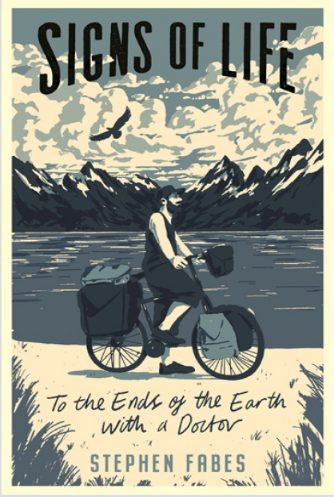 SIGNS OF LIFE
To the Ends of the Earth
with a Doctor
STEPHEN FABES